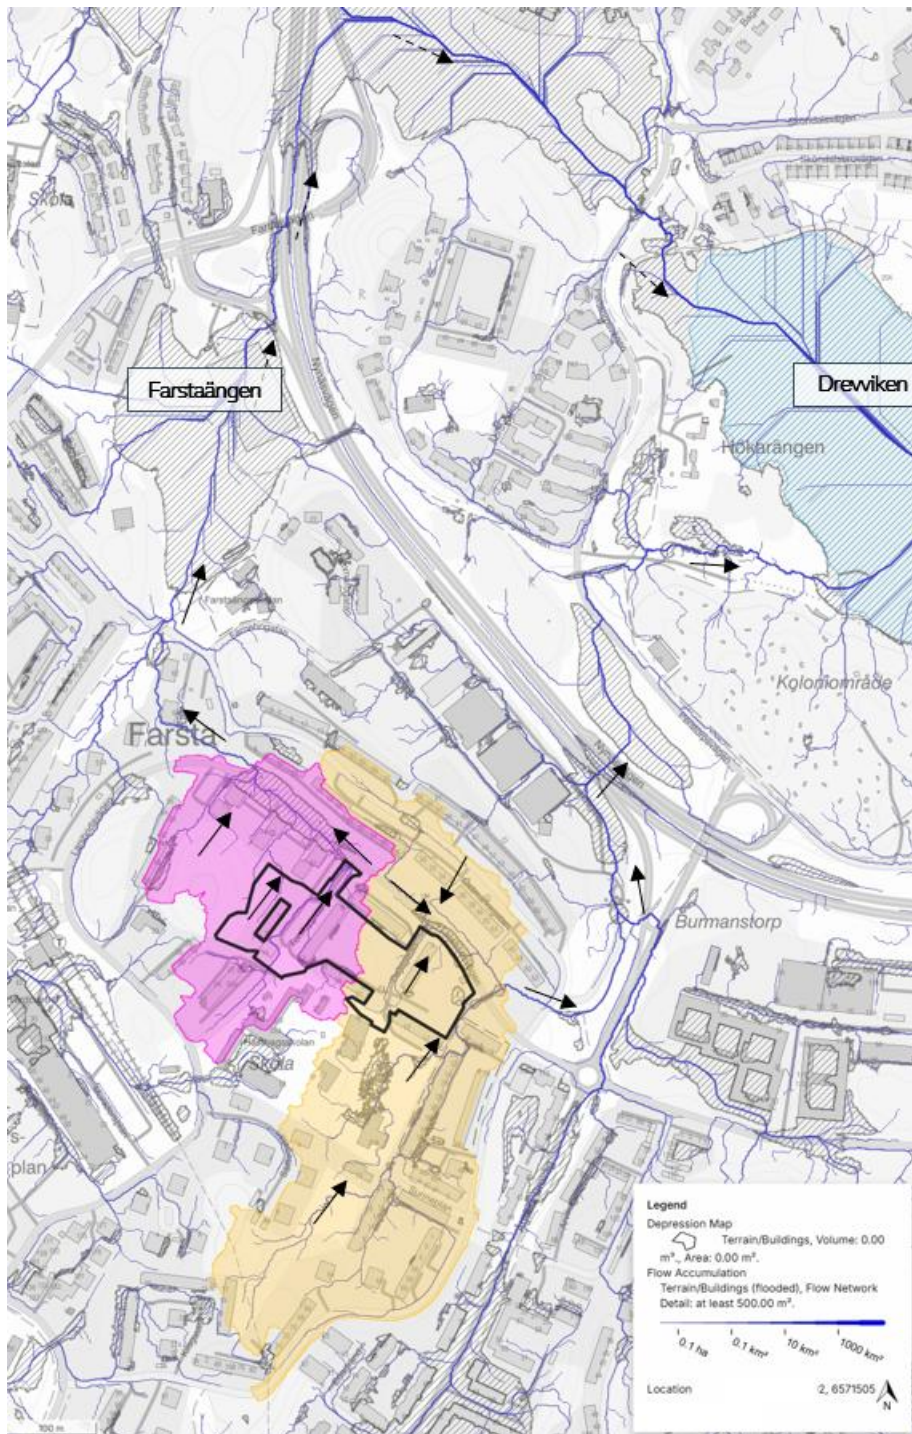 Skola
Nynäsvägen
Farstaängen
Drevviken
Hökarängen
Koloniområde
Farsta
Burmanstorp
Skola
plan
Legend
Depression Map
Terrain/Buildings, Volume: 0.00
m³., Area: 0.00 m².
Flow Accumulation
Terrain/Buildings (flooded), Flow Network
Detail: at least 500.00 m².
0.1 ha
0.1 km²
10 km²
1000 km²
Location
2, 6571505
N
100 m